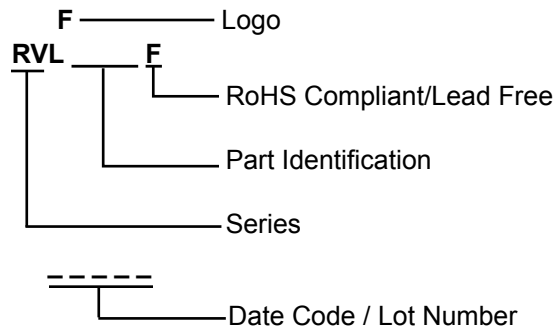 F Logo
RVL F
RoHS Compliant/Lead Free
Part Identification
Series
Date Code / Lot Number